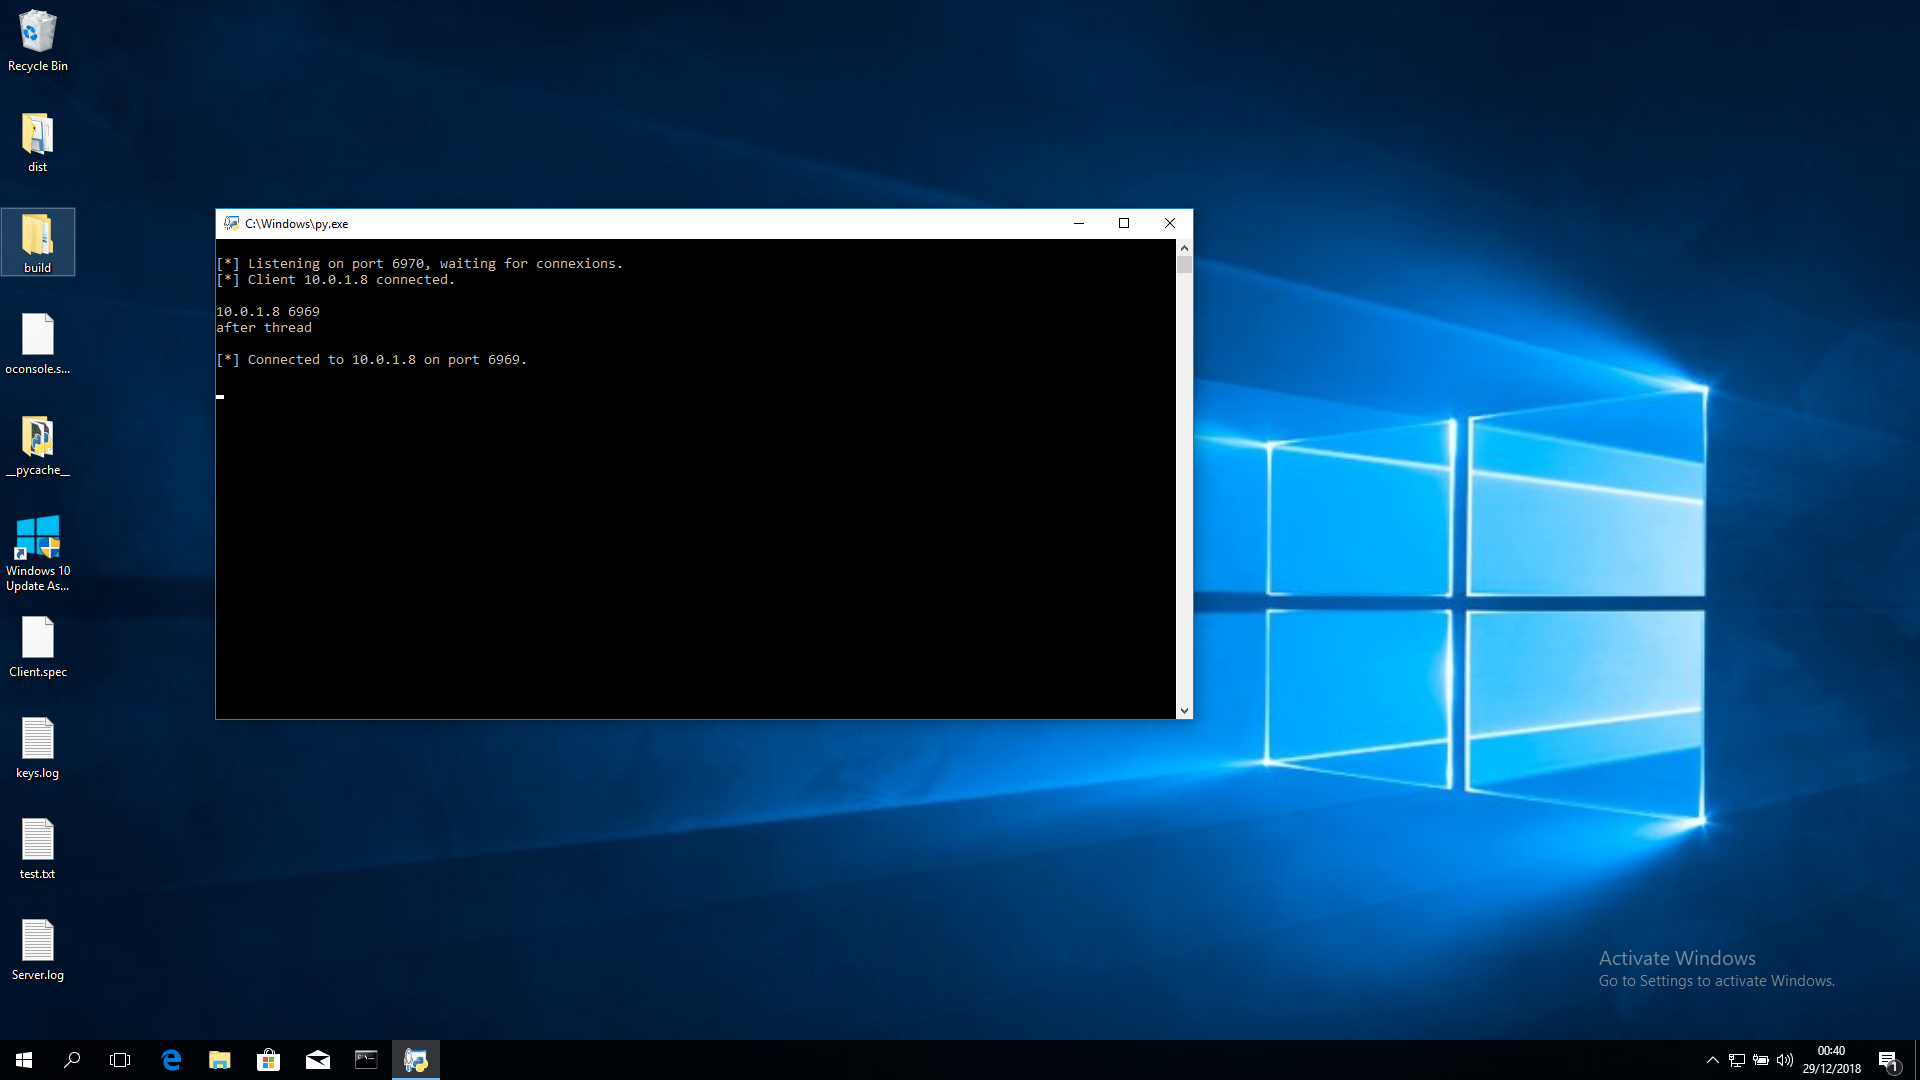 Recycle Bin
dist
build
oconsole.s...
__pycache__
Windows 10
Update As...
Client.spec
keys.log
test.txt
Server.log
C:\Windows\py.exe
[*] Listening on port 6970, waiting for connexions.
[*] Client 10.0.1.8 connected.
10.0.1.8 6969
after thread
[*] Connected to 10.0.1.8 on port 6969.
Activate Windows
Go to Settings to activate Windows.
00:40
29/12/2018
1